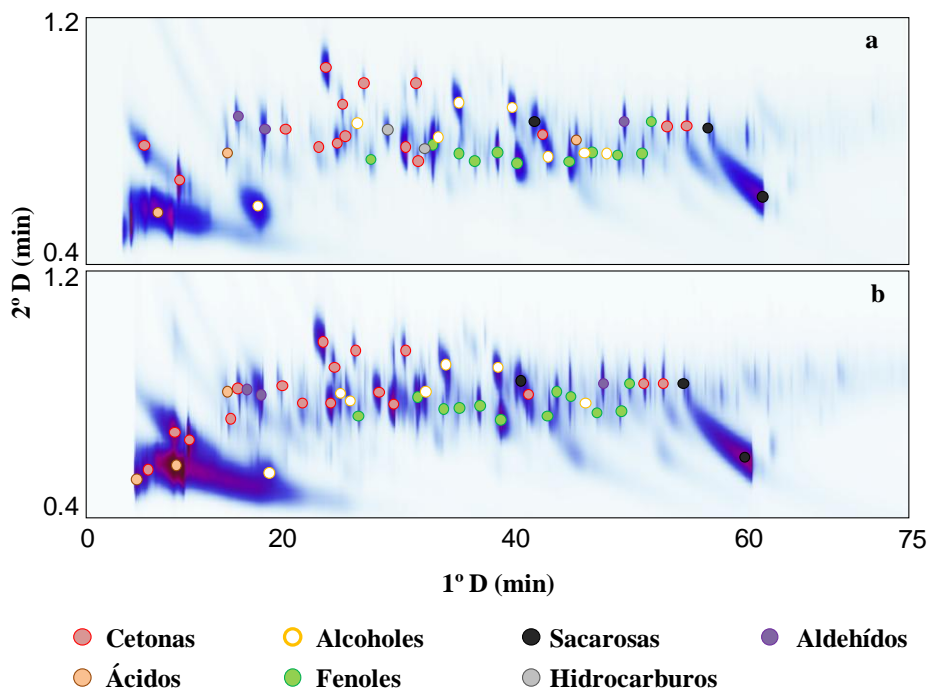 1.2
a
0.4
2º D (min)
1.2
b
0.4
0 20 40 60 75
1º D (min)
Cetonas Alcoholes Sacarosas Aldehídos
Ácidos Fenoles Hidrocarburos